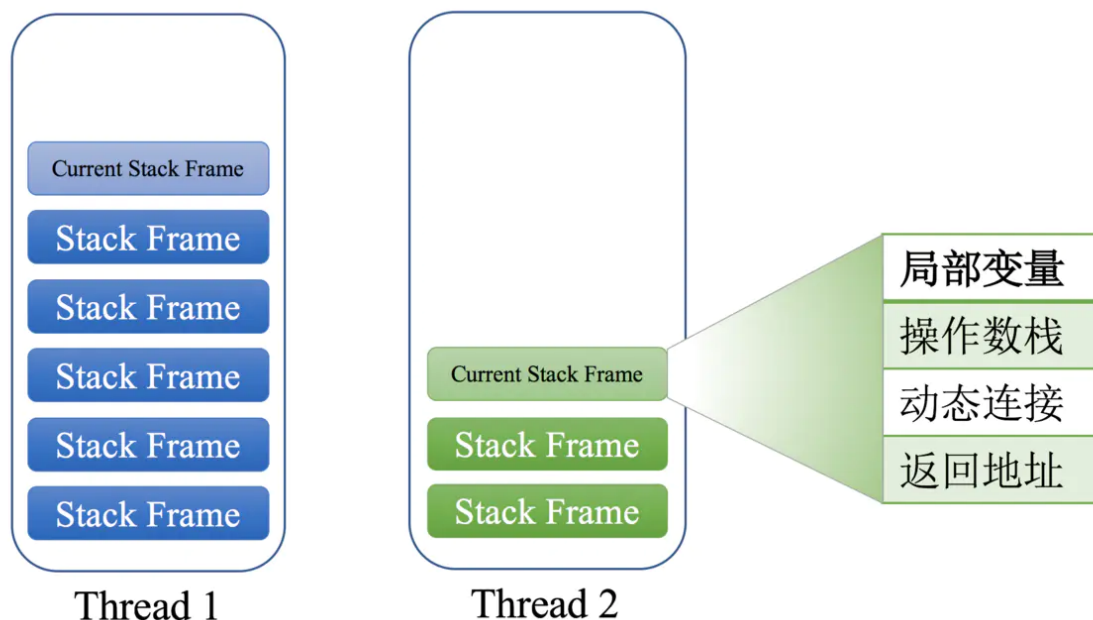 Current Stack Frame
Stack Frame
Stack Frame
Stack Frame
Stack Frame
Stack Frame
Thread 1
Current Stack Frame
Stack Frame
Stack Frame
Thread 2
局部变量
操作数栈
动态连接
返回地址